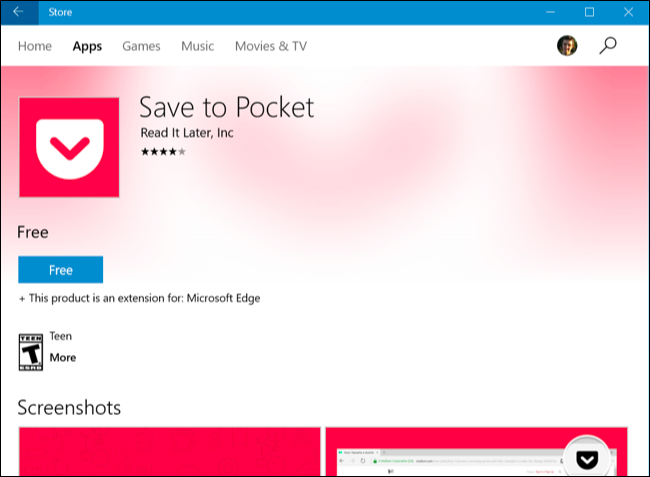 Store
Home Apps Games Music Movies & TV
Save to Pocket
Read It Later, Inc
Free
Free
+ This product is an extension for: Microsoft Edge
TEEN
T
ESRB
Teen
More
Screenshots